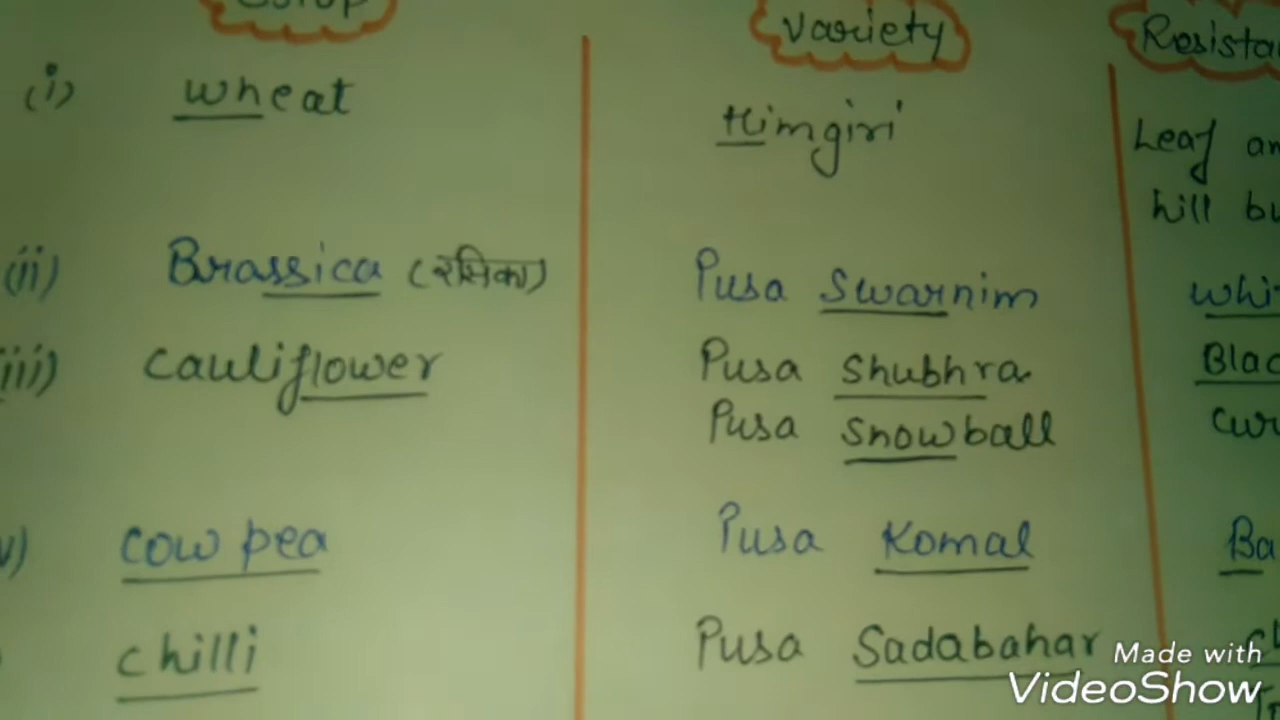 Variety Resista
(i) wheat Himgiri Leaf an
hill bu
(ii) Brassica (रसिका) Pusa Swarnim whi
iii) Cauliflower Pusa Shubhra Blac
Pusa Snowball Cur
v) cow pea Pusa Komal Ba
chilli Pusa Sadabahar
Made with
VideoShow